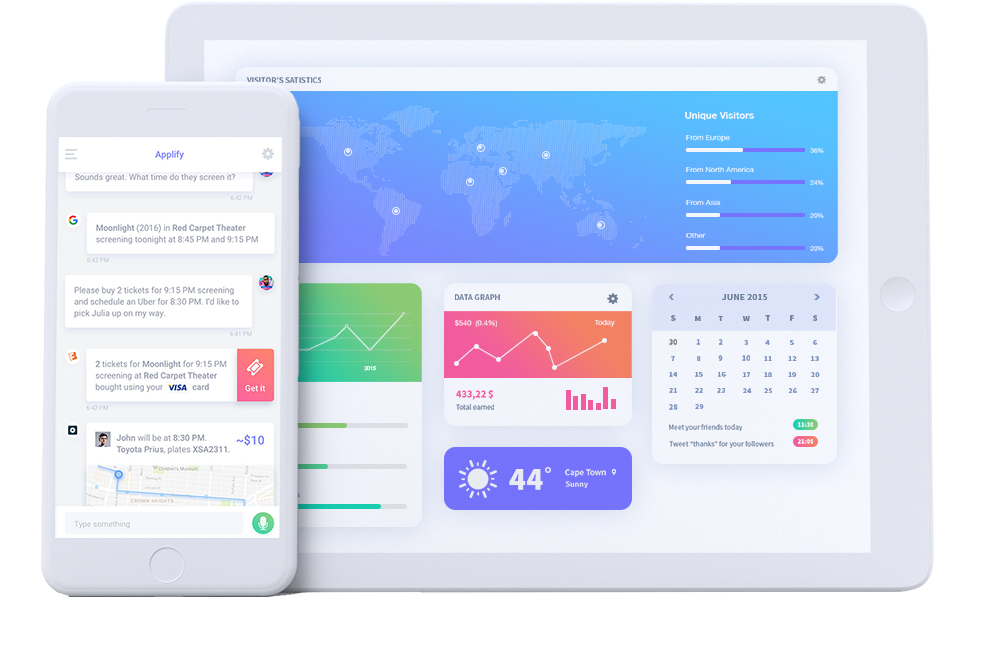 VISITOR'S SATISTICS
Unique Visitors
From Europe
36%
From North America
24%
From Asia
20%
Other
20%
Applify
Sounds great. What time do they screen it?
6:42 PM
Moonlight (2016) in Red Carpet Theater
screening toonight at 8:45 PM and 9:15 PM
6:42 PM
Please buy 2 tickets for 9:15 PM screening
and schedule an Uber for 8:30 PM. I'd like to
pick Julia up on my way.
6:41 PM
2 tickets for Moonlight for 9:15 PM
screening at Red Carpet Theater
bought using your VISA card
Get it
6:42 PM
John will be at 8:30 PM.
Toyota Prius, plates XSA2311.
~$10
Children's Museum
CROWN HEIGHTS
Type something
2016
DATA GRAPH
$540 (0.4%)
Today
433,22 $
Total earned
44°
Cape Town
Sunny
JUNE 2015
S M T W T F S
30 1 2 3 4 5 6
7 8 9 10 11 12 13
14 15 16 17 18 19 20
21 22 23 24 25 26 27
28 29
Meet your friends today
11:30
Tweet "thanks" for your followers
21:00